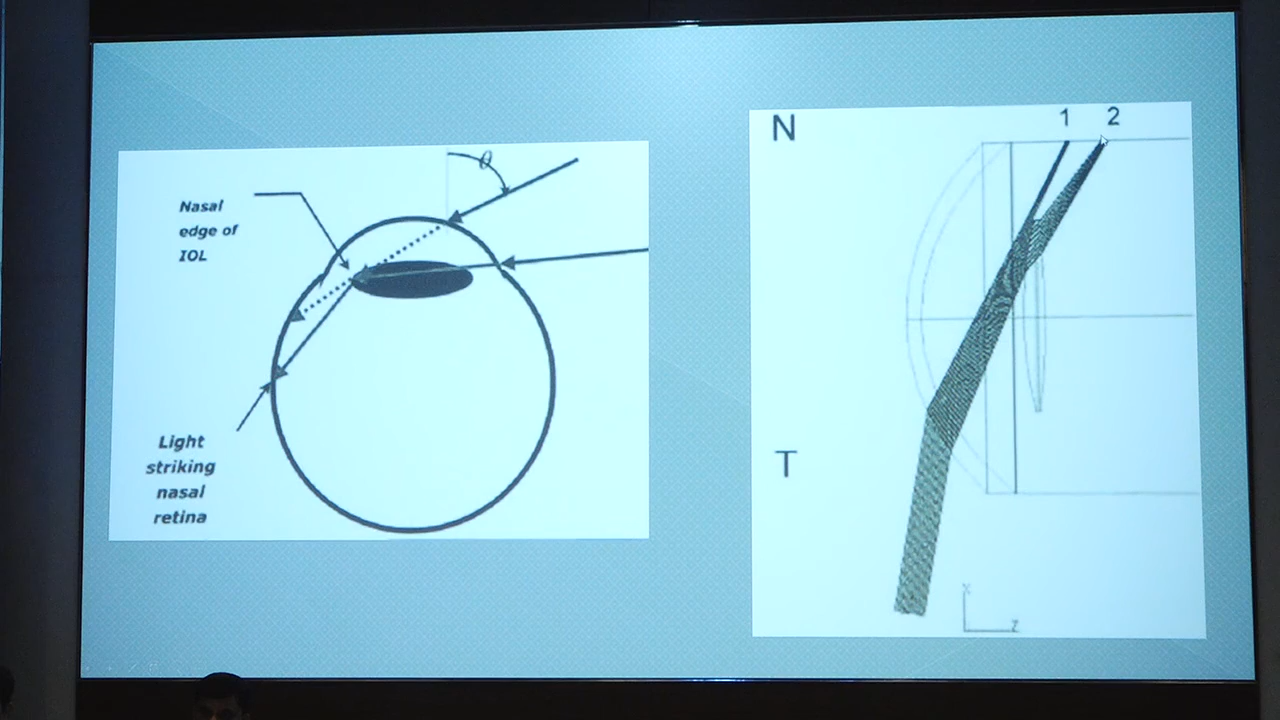 Nasal
edge of
IOL
θ
Light
striking
nasal
retina
N
1 2
T
X
Z